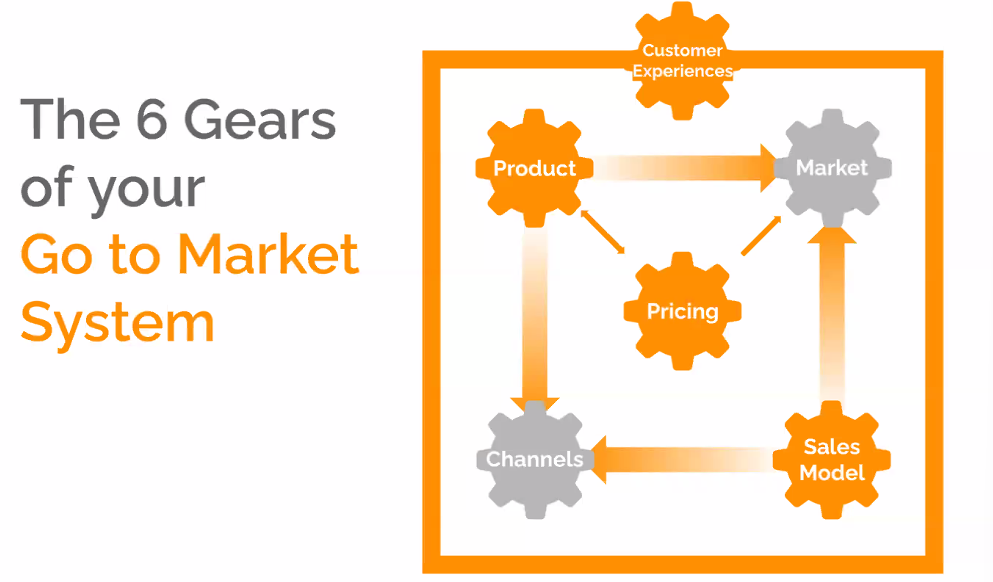 The 6 Gears
of your
Go to Market
System
Customer
Experiences
Product
Market
Pricing
Channels
Sales
Model